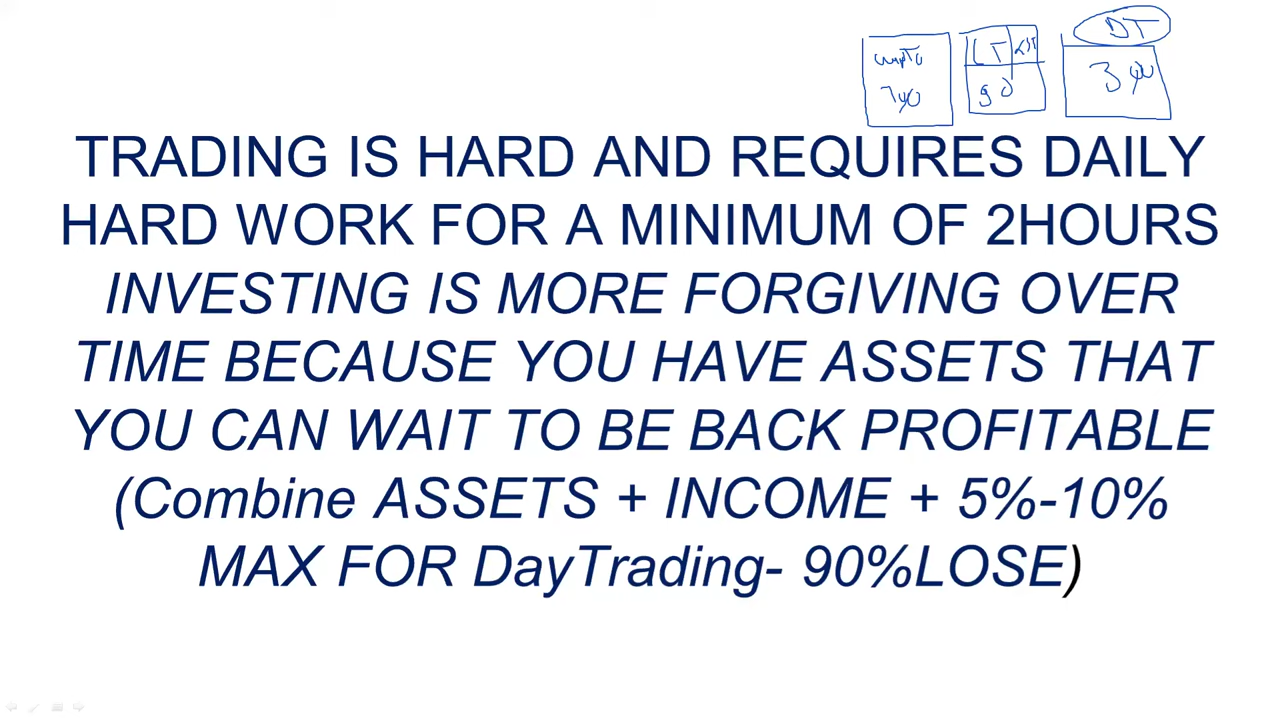 DT
LT
TRADING IS HARD AND REQUIRES DAILY
HARD WORK FOR A MINIMUM OF 2HOURS
INVESTING IS MORE FORGIVING OVER
TIME BECAUSE YOU HAVE ASSETS THAT
YOU CAN WAIT TO BE BACK PROFITABLE
(Combine ASSETS + INCOME + 5%-10%
MAX FOR DayTrading- 90%LOSE)